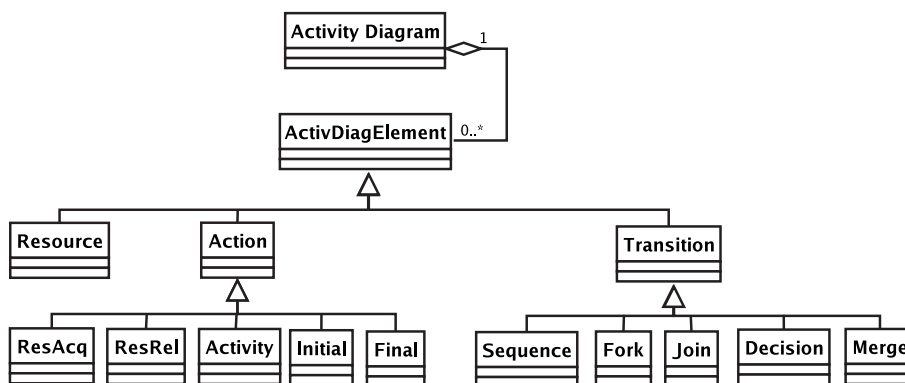 Activity Diagram
1
ActivDiagElement
0..*
Resource
Action
Transition
ResAcq
ResRel
Activity
Initial
Final
Sequence
Fork
Join
Decision
Merge